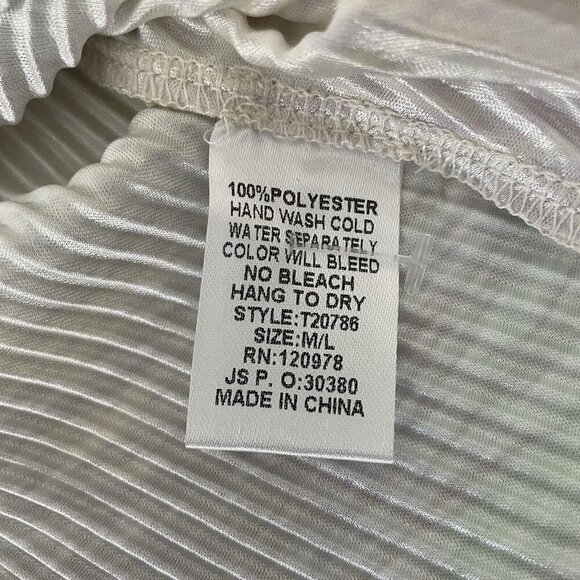 100%POLYESTER
HAND WASH COLD
WATER SEPARATELY
COLOR WILL BLEED
NO BLEACH
HANG TO DRY
STYLE:T20786
SIZE:M/L
RN:120978
JS P. O:30380
MADE IN CHINA